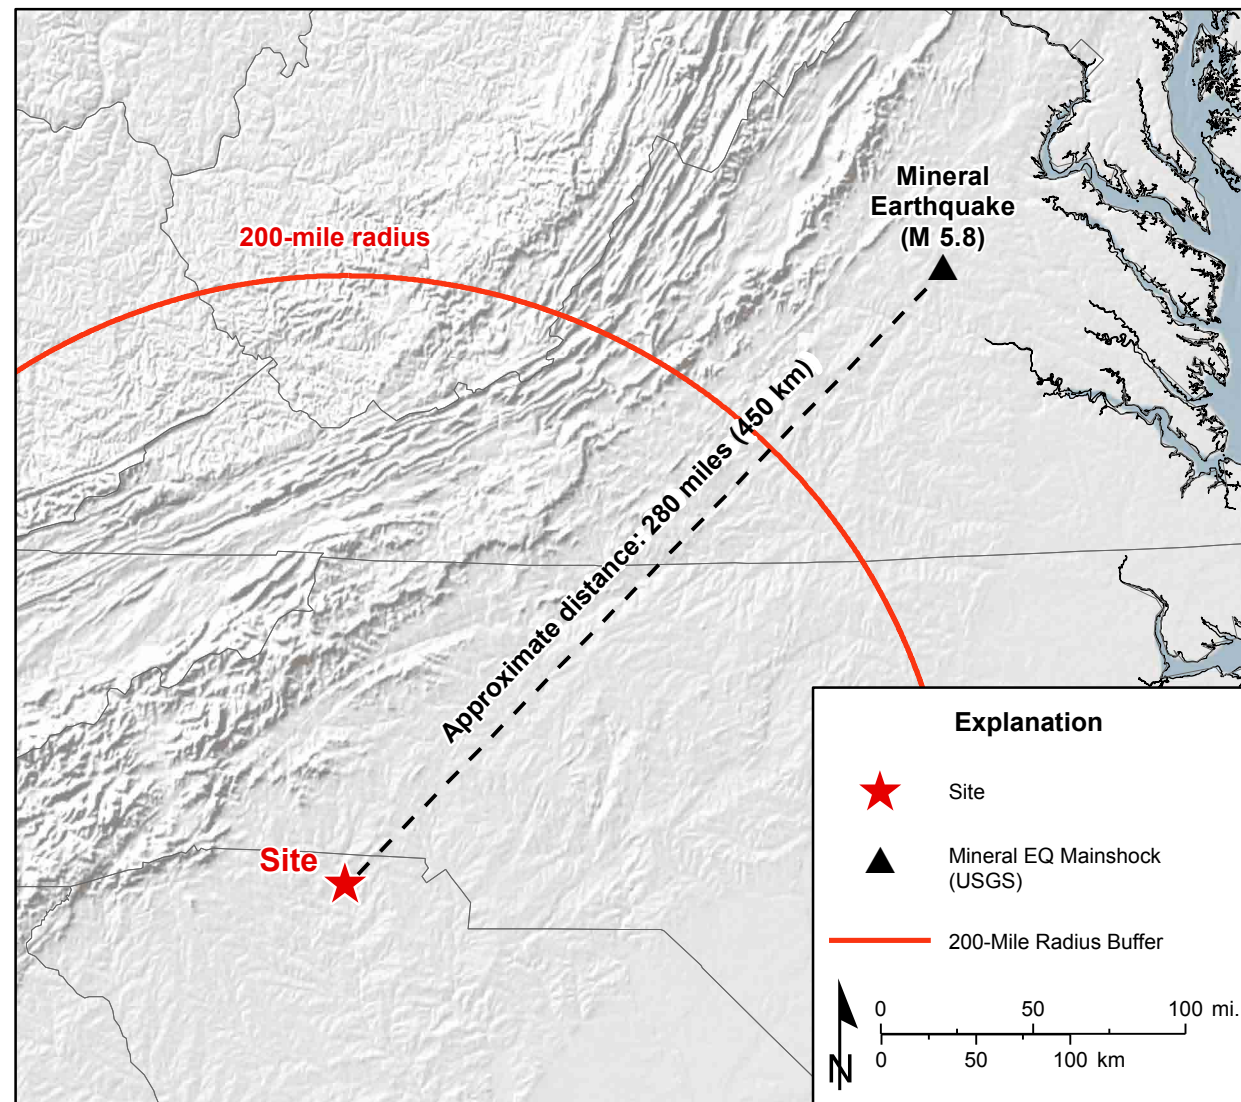 Mineral
Earthquake
(M 5.8)
200-mile radius
Approximate distance: 280 miles (450 km)
Site
Explanation
Site
Mineral EQ Mainshock
(USGS)
200-Mile Radius Buffer
N
0 50 100 mi.
0 50 100 km